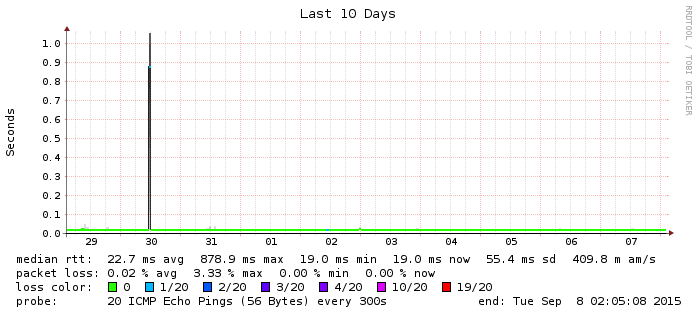 Last 10 Days
RRDTOOL / TOBI OETIKER
Seconds
1.0
0.9
0.8
0.7
0.6
0.5
0.4
0.3
0.2
0.1
0.0
29 30 31 01 02 03 04 05 06 07
median rtt: 22.7 ms avg 878.9 ms max 19.0 ms min 19.0 ms now 55.4 ms sd 409.8 m am/s
packet loss: 0.02 % avg 3.33 % max 0.00 % min 0.00 % now
loss color: 0 1/20 2/20 3/20 4/20 10/20 19/20
probe: 20 ICMP Echo Pings (56 Bytes) every 300s end: Tue Sep 8 02:05:08 2015